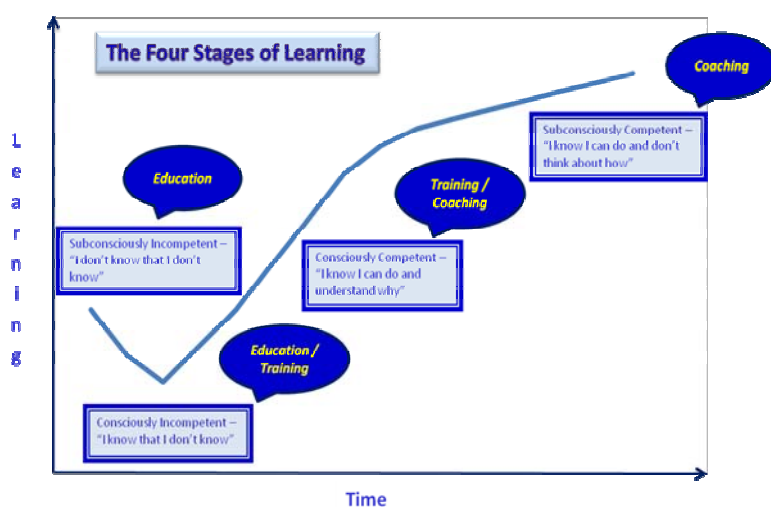 The Four Stages of Learning
Coaching
Subconsciously Competent –
“I know I can do and don't
think about how”
Education
Training /
Coaching
Subconsciously Incompetent –
“I don't know that I don't
know”
Consciously Competent –
“I know I can do and
understand why”
Education /
Training
Consciously Incompetent –
“I know that I don't know”
Learning
Time